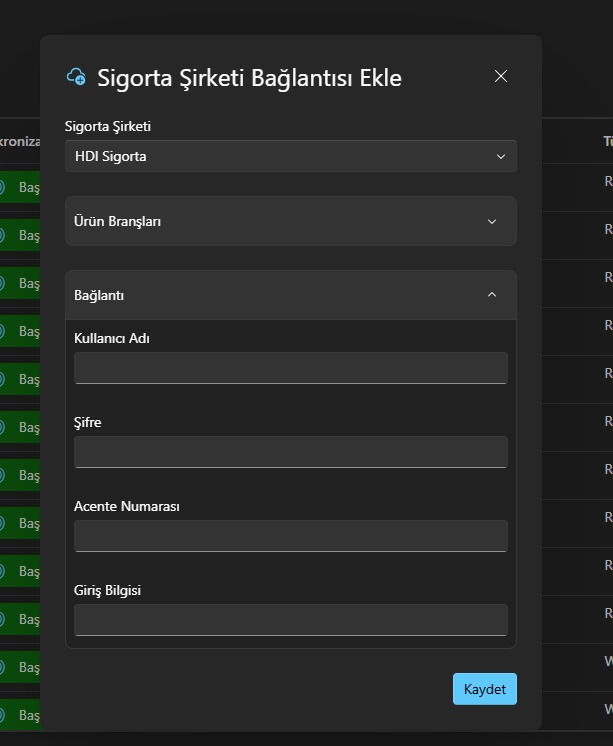 Sigorta Şirketi Bağlantısı Ekle
Sigorta Şirketi
HDI Sigorta
Ürün Branşları
Bağlantı
Kullanıcı Adı
Şifre
Acente Numarası
Giriş Bilgisi
Kaydet
kroniza
Tü
Baş
R
Baş
R
Baş
R
Baş
R
Baş
R
Baş
R
Baş
R
Baş
R
Baş
R
Baş
R
Baş
W
Baş
W